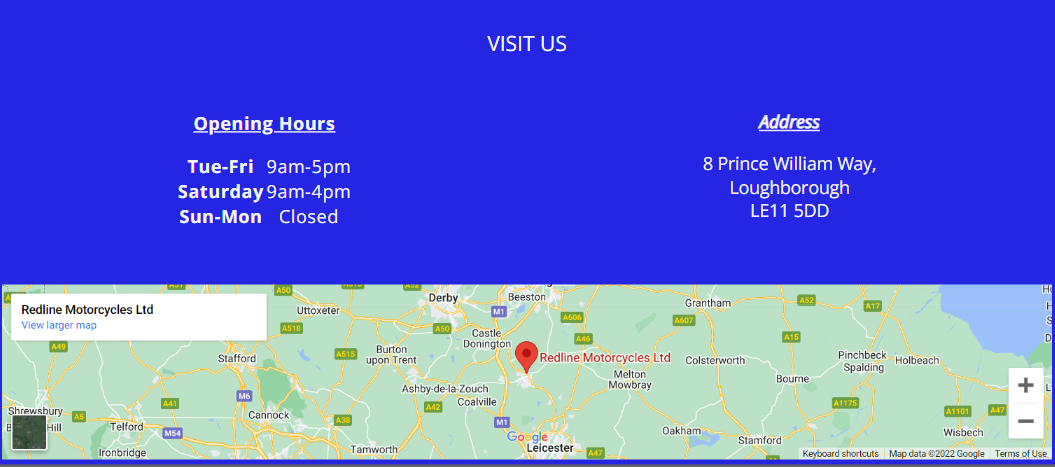 VISIT US
Opening Hours
Tue-Fri 9am-5pm
Saturday 9am-4pm
Sun-Mon Closed
Address
8 Prince William Way,
Loughborough
LE11 5DD
Redline Motorcycles Ltd
View larger map
A50
Derby
Beeston
Grantham
A52
A17
Uttoxeter
M1
A606
A607
A518
A50
Castle
Donington
A46
A15
A49
Stafford
A515
Burton
upon Trent
Redline Motorcycles Ltd
Colsterworth
Pinchbeck
Spalding
Holbeach
Melton
Mowbray
Bourne
Ashby-de-la-Zouch
Coalville
M6
A41
A42
A1175
A1101
A47
Shrewsbury
A5
Telford
Cannock
A38
M1
Hill
M54
Google
Oakham
Stamford
Wisbech
Ironbridge
Tamworth
Leicester
A47
Keyboard shortcuts
Map data ©2022 Google
Terms of Use